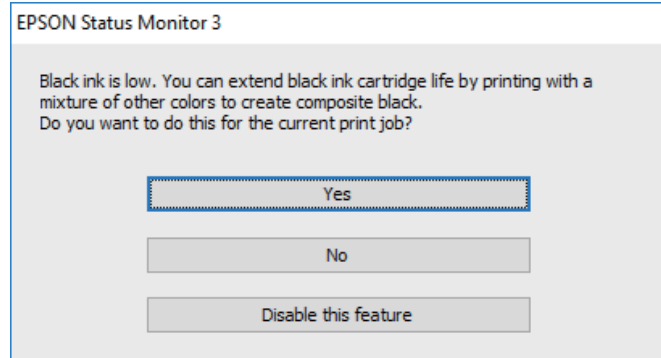 EPSON Status Monitor 3
Black ink is low. You can extend black ink cartridge life by printing with a
mixture of other colors to create composite black.
Do you want to do this for the current print job?
Yes
No
Disable this feature